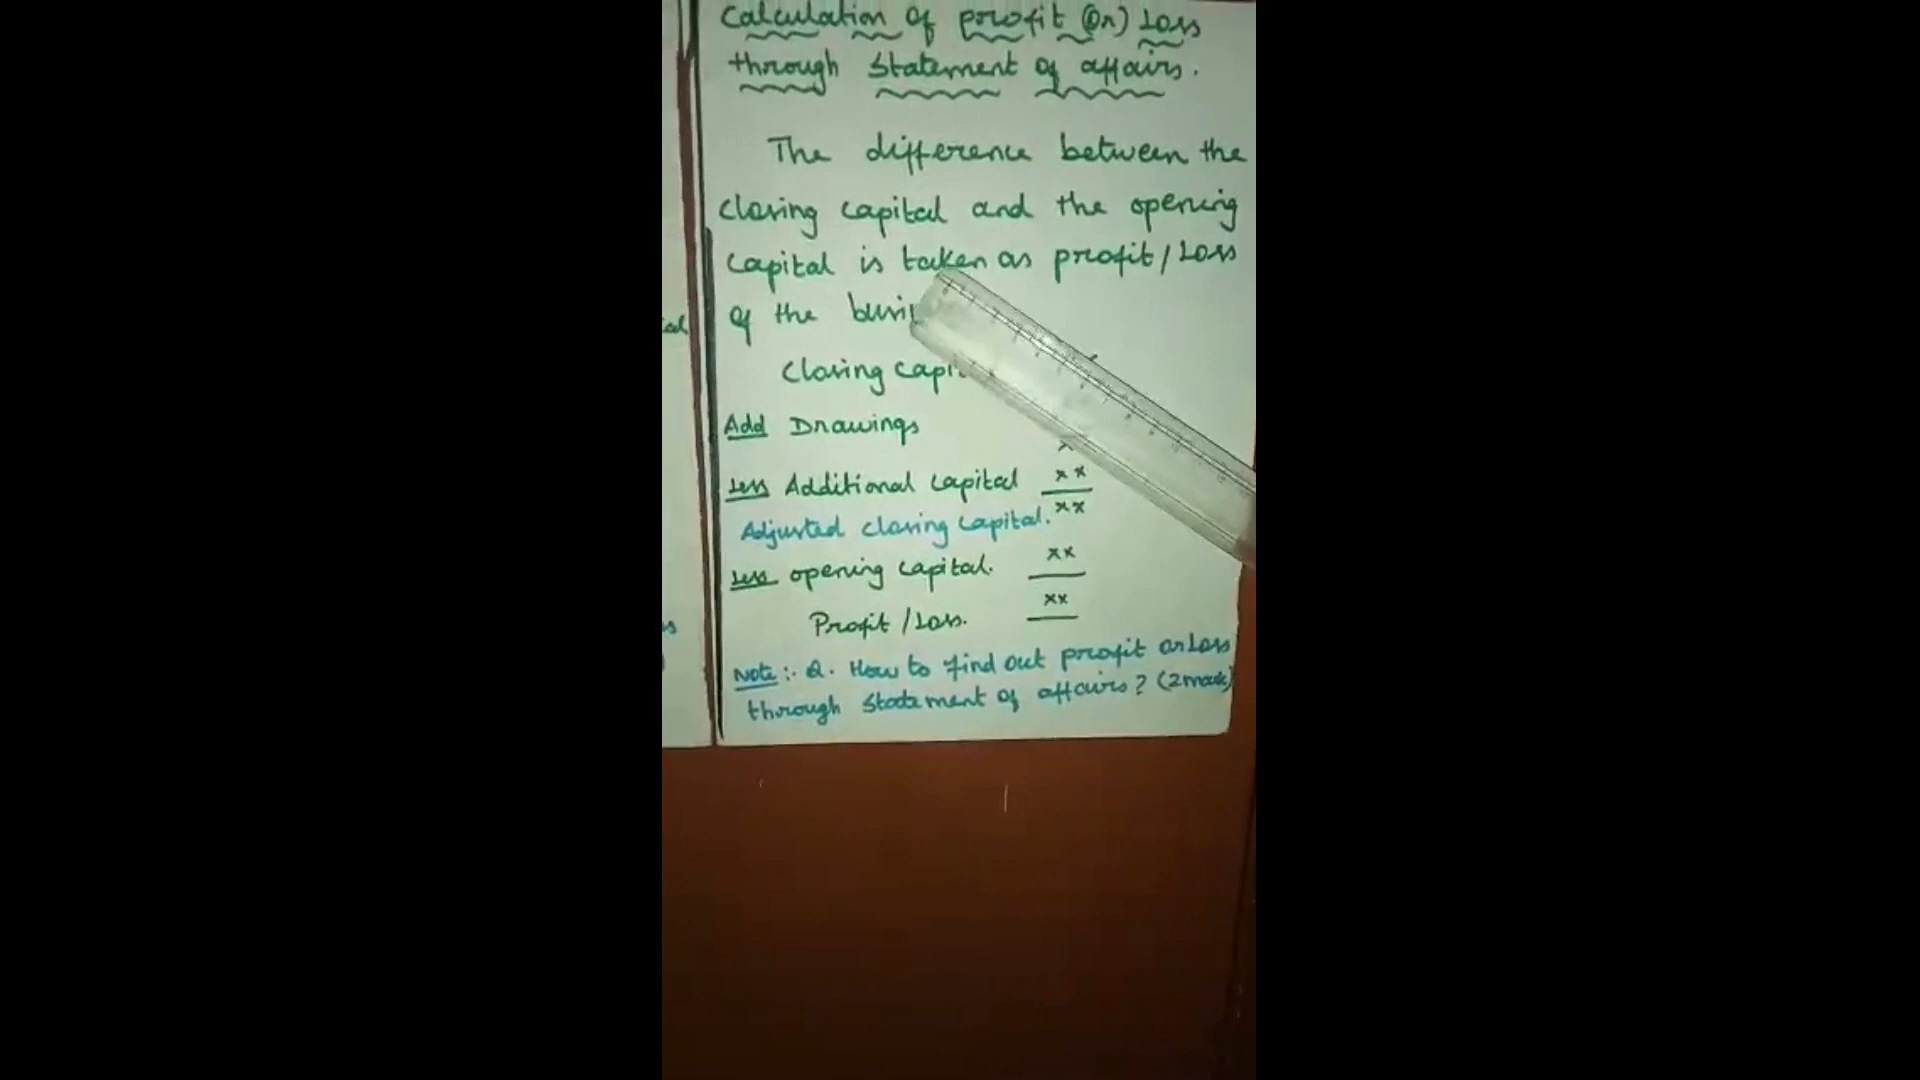 Calculation of profit (or) Loss
through Statement of affairs.
The difference between the
closing capital and the opening
capital is taken as profit / Loss
of the
Closing
Add Drawings
Less Additional capital xx
Adjusted closing capital. xx
Less opening capital. xx
Profit / Loss. xx
Note :- Q. How to find out profit or Loss
through Statement of affairs? (2 mark)